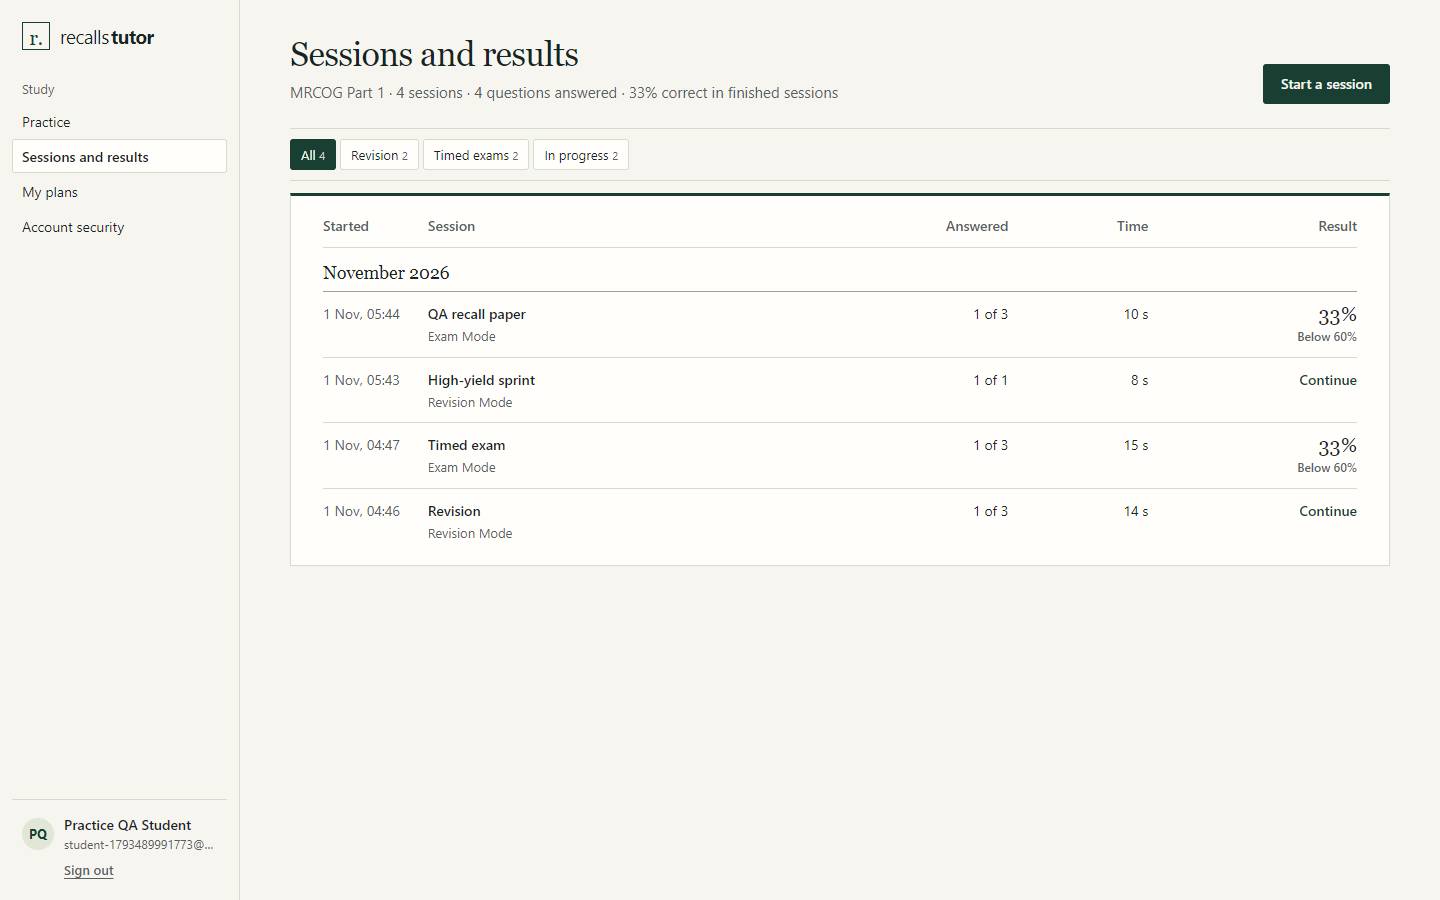 r. recallstutor
Study
Practice
Sessions and results
My plans
Account security
Practice QA Student
PQ
student-1793489991773@...
Sign out
Sessions and results
MRCOG Part 1 · 4 sessions · 4 questions answered · 33% correct in finished sessions
Start a session
All 4 Revision 2 Timed exams 2 In progress 2
Started Session Answered Time Result
November 2026
1 Nov, 05:44 QA recall paper 1 of 3 10 s 33%
Exam Mode Below 60%
1 Nov, 05:43 High-yield sprint 1 of 1 8 s Continue
Revision Mode
1 Nov, 04:47 Timed exam 1 of 3 15 s 33%
Exam Mode Below 60%
1 Nov, 04:46 Revision 1 of 3 14 s Continue
Revision Mode